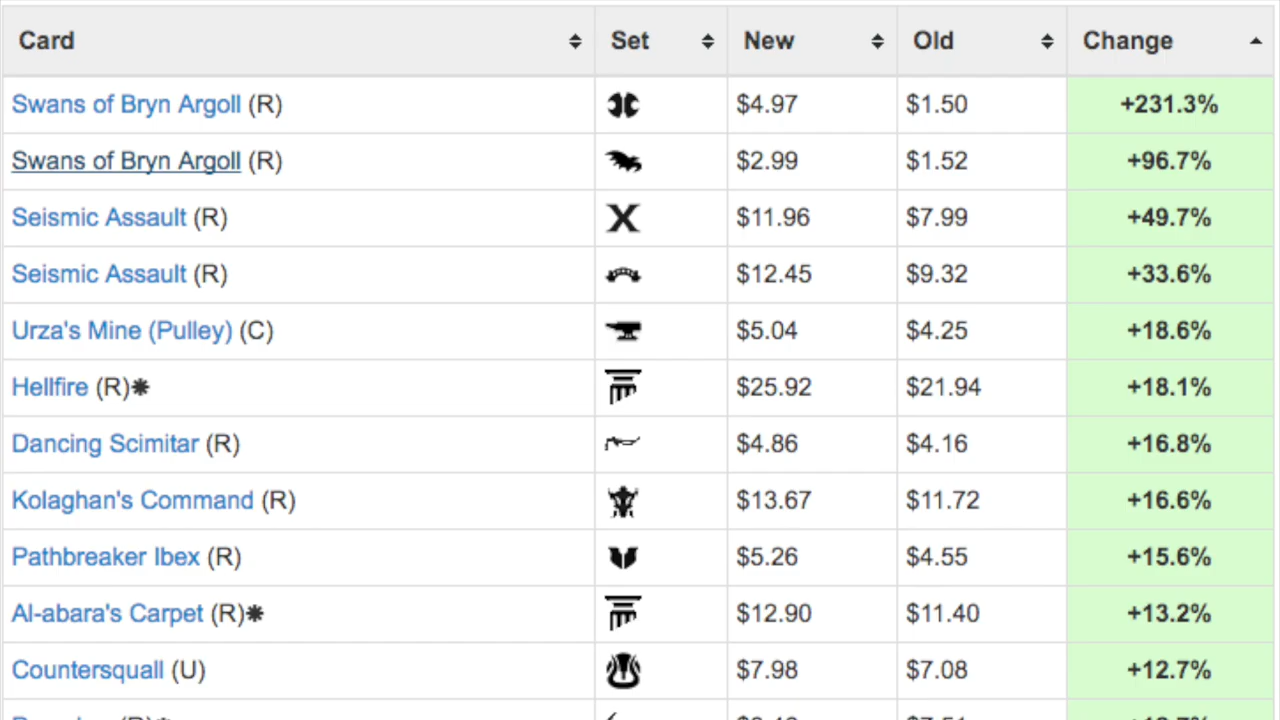 Card Set New Old Change
Swans of Bryn Argoll (R) $4.97 $1.50 +231.3%
Swans of Bryn Argoll (R) $2.99 $1.52 +96.7%
Seismic Assault (R) $11.96 $7.99 +49.7%
Seismic Assault (R) $12.45 $9.32 +33.6%
Urza's Mine (Pulley) (C) $5.04 $4.25 +18.6%
Hellfire (R)✱ $25.92 $21.94 +18.1%
Dancing Scimitar (R) $4.86 $4.16 +16.8%
Kolaghan's Command (R) $13.67 $11.72 +16.6%
Pathbreaker Ibex (R) $5.26 $4.55 +15.6%
Al-abara's Carpet (R)✱ $12.90 $11.40 +13.2%
Countersquall (U) $7.98 $7.08 +12.7%